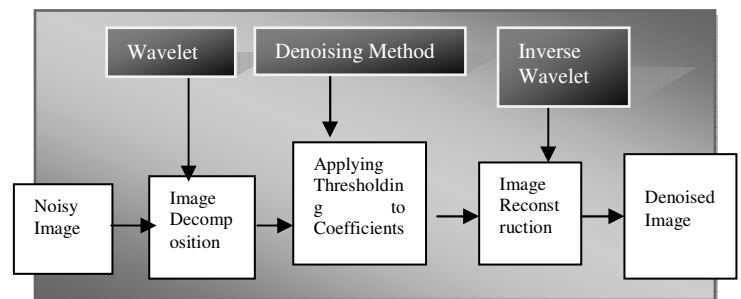 Wavelet
Denoising Method
Inverse
Wavelet
Noisy
Image
Image
Decomp
osition
Applying
Thresholdin
g to
Coefficients
Image
Reconst
ruction
Denoised
Image